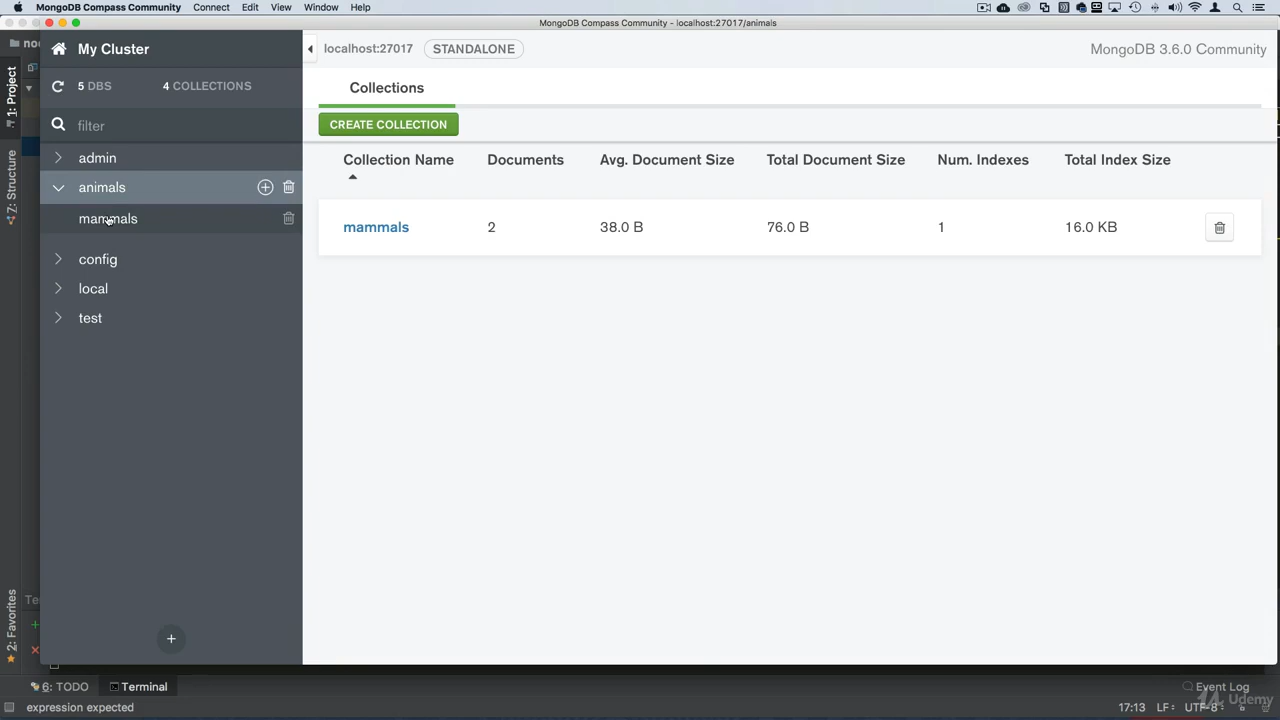 MongoDB Compass Community Connect Edit View Window Help
MongoDB Compass Community - localhost:27017/animals
My Cluster
localhost:27017 STANDALONE MongoDB 3.6.0 Community
1: Project
5 DBS 4 COLLECTIONS
Collections
filter
CREATE COLLECTION
admin
Collection Name Documents Avg. Document Size Total Document Size Num. Indexes Total Index Size
animals
7: Structure
mammals
mammals 2 38.0 B 76.0 B 1 16.0 KB
config
local
test
2: Favorites
+
6: TODO Terminal Event Log
expression expected 17:13 LF UTF-8
Udemy